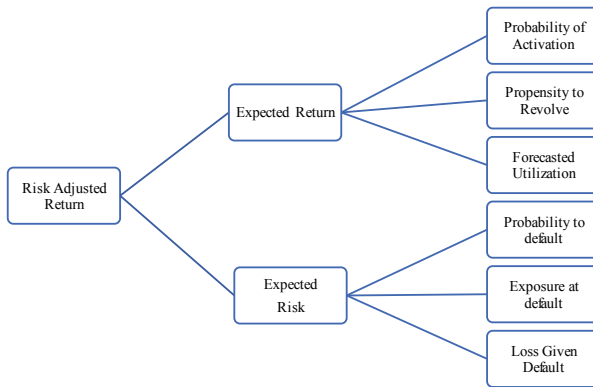 Risk Adjusted
Return
Expected Return
Expected
Risk
Probability of
Activation
Propensity to
Revolve
Forecasted
Utilization
Probability to
default
Exposure at
default
Loss Given
Default